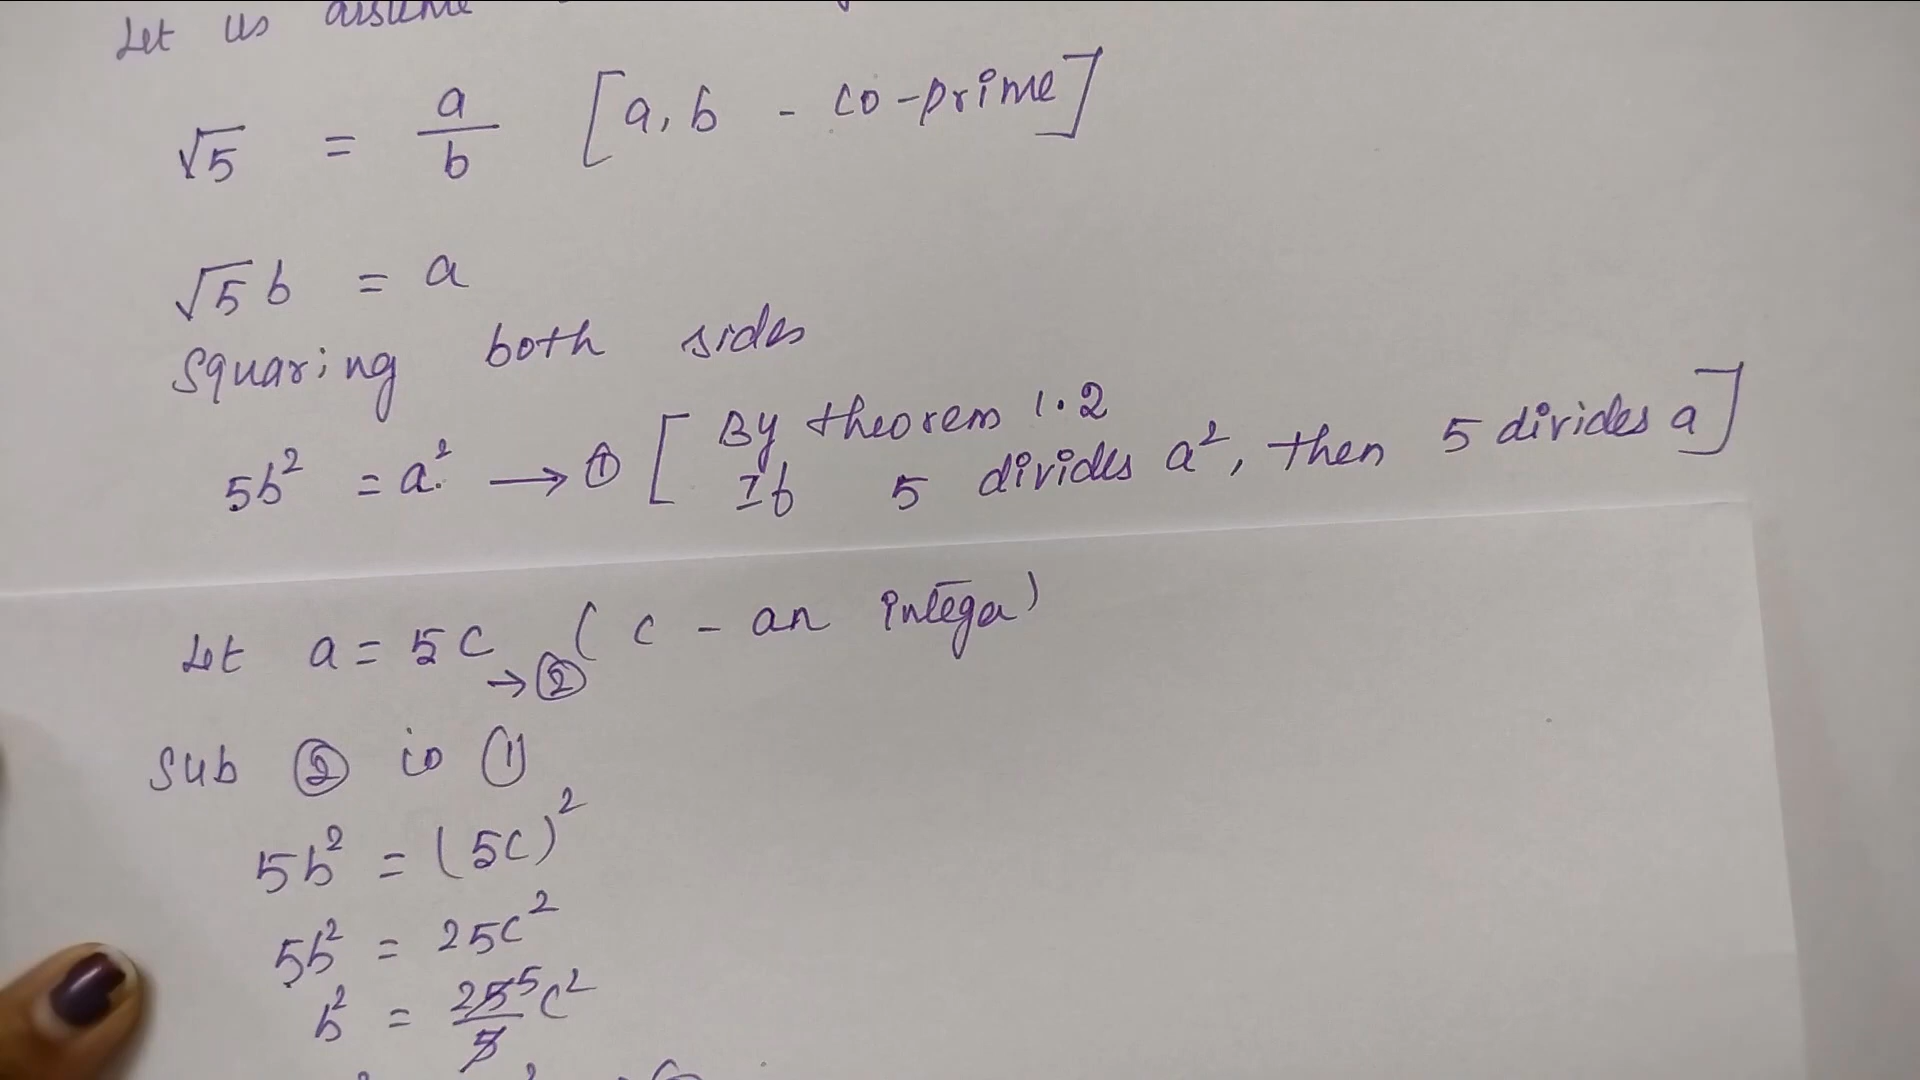 Let us assume
√5 = a/b [a, b - co-prime]
√5 b = a
Squaring both sides
5b² = a² → ① [ By theorem 1.2
If 5 divides a², then 5 divides a]
Let a = 5c → ② ( c - an integer)
Sub ② in ①
5b² = (5c)²
5b² = 25c²
b² = 25⁵/5 c²